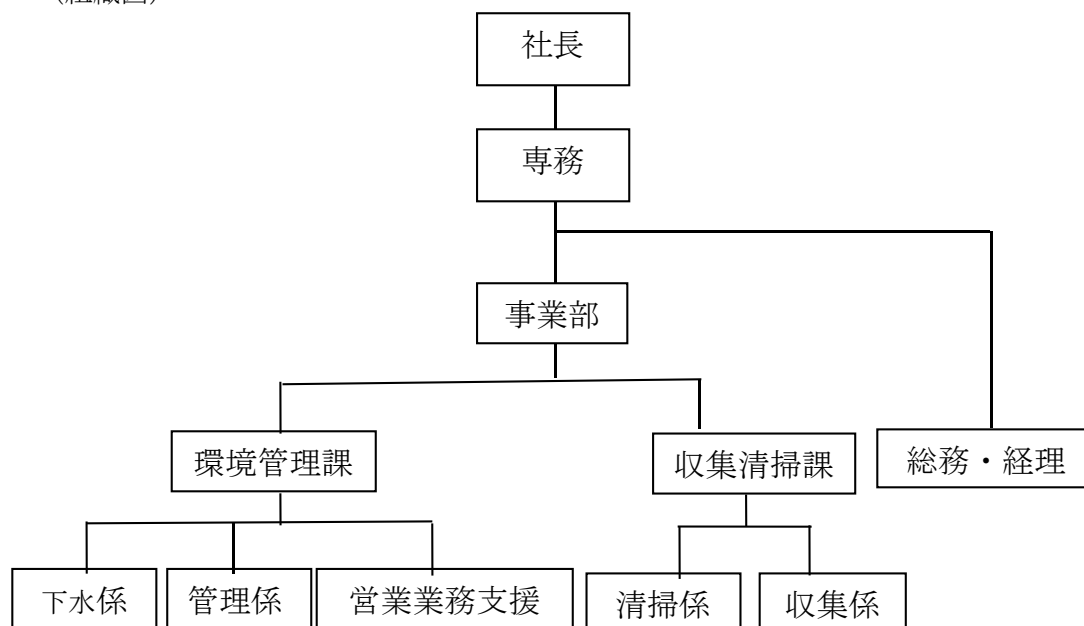 社長
専務
事業部
環境管理課
収集清掃課
総務・経理
下水係
管理係
営業業務支援
清掃係
収集係